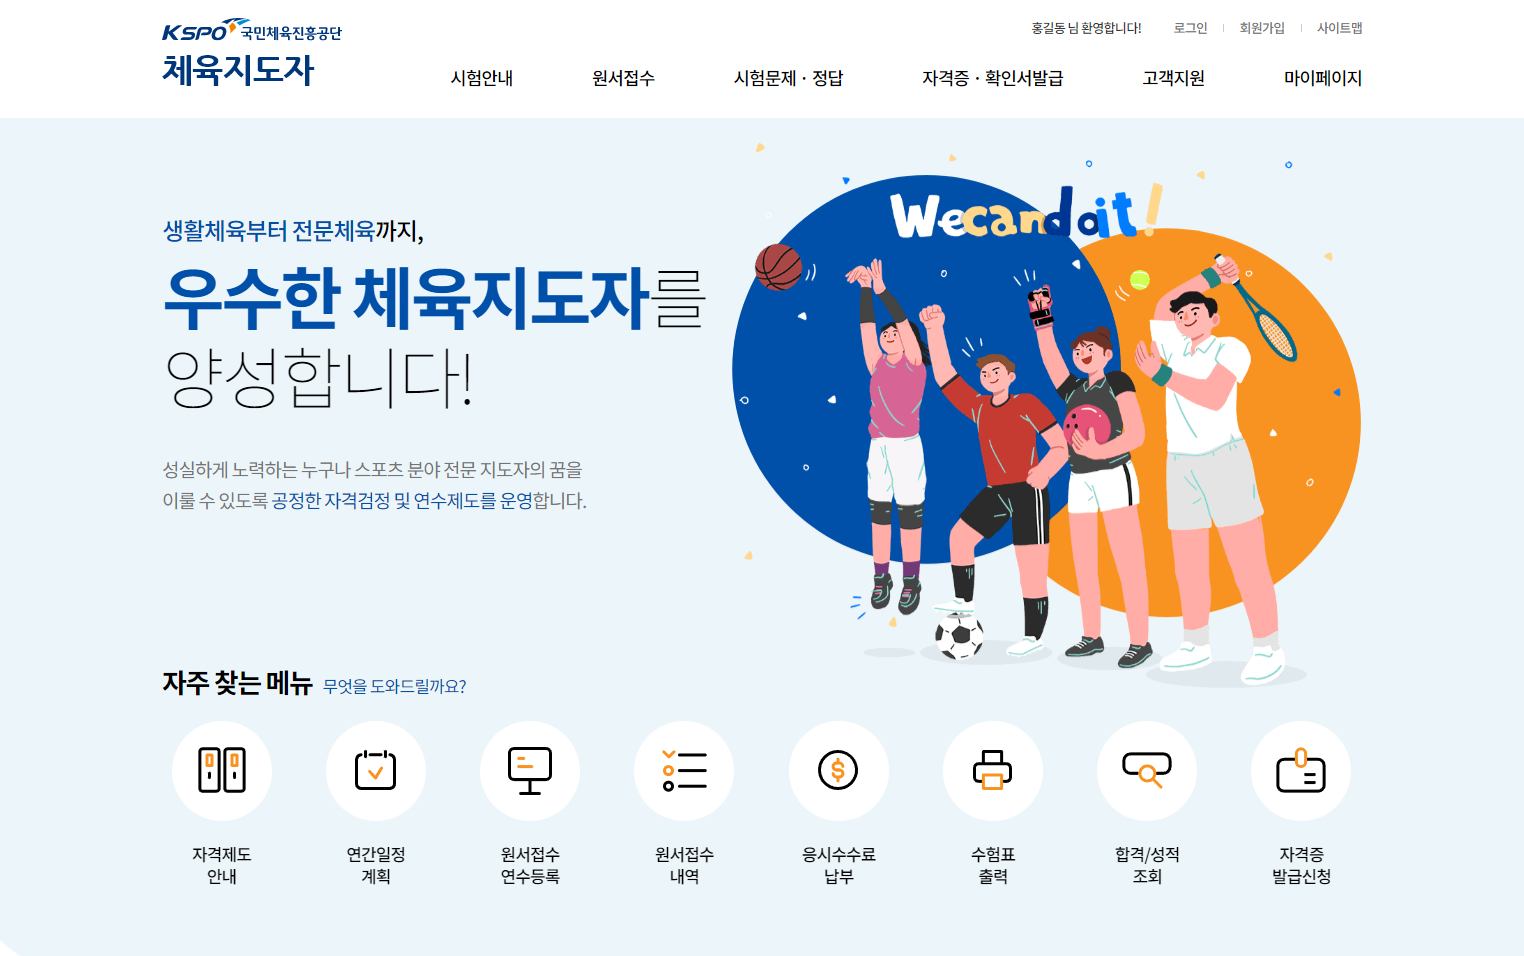 KSPO 국민체육진흥공단
체육지도자
홍길동 님 환영합니다! 로그인 회원가입 사이트맵
시험안내 원서접수 시험문제 · 정답 자격증 · 확인서발급 고객지원 마이페이지
생활체육부터 전문체육까지,
우수한 체육지도자를
양성합니다!
성실하게 노력하는 누구나 스포츠 분야 전문 지도자의 꿈을
이룰 수 있도록 공정한 자격검정 및 연수제도를 운영합니다.
We can do it!
자주 찾는 메뉴 무엇을 도와드릴까요?
자격제도
안내
연간일정
계획
원서접수
연수등록
원서접수
내역
응시수수료
납부
수험표
출력
합격/성적
조회
자격증
발급신청